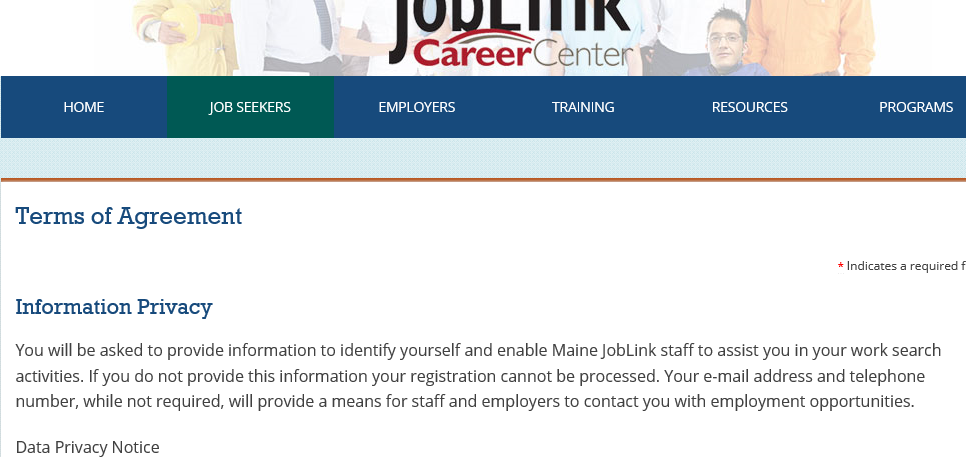 JobLink
CareerCenter
HOME JOB SEEKERS EMPLOYERS TRAINING RESOURCES PROGRAMS
Terms of Agreement
* Indicates a required f
Information Privacy
You will be asked to provide information to identify yourself and enable Maine JobLink staff to assist you in your work search
activities. If you do not provide this information your registration cannot be processed. Your e-mail address and telephone
number, while not required, will provide a means for staff and employers to contact you with employment opportunities.
Data Privacy Notice